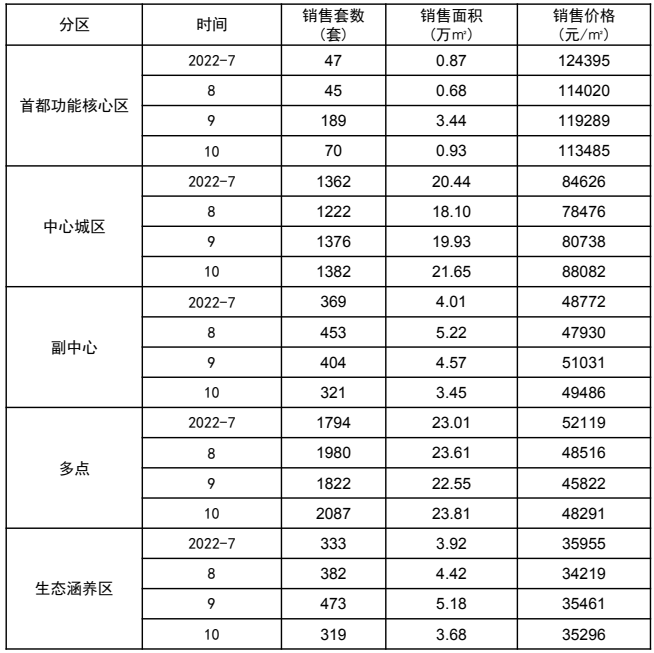 分区 时间 销售套数（套） 销售面积（万㎡） 销售价格（元/㎡）
首都功能核心区 2022-7 47 0.87 124395
8 45 0.68 114020
9 189 3.44 119289
10 70 0.93 113485
中心城区 2022-7 1362 20.44 84626
8 1222 18.10 78476
9 1376 19.93 80738
10 1382 21.65 88082
副中心 2022-7 369 4.01 48772
8 453 5.22 47930
9 404 4.57 51031
10 321 3.45 49486
多点 2022-7 1794 23.01 52119
8 1980 23.61 48516
9 1822 22.55 45822
10 2087 23.81 48291
生态涵养区 2022-7 333 3.92 35955
8 382 4.42 34219
9 473 5.18 35461
10 319 3.68 35296